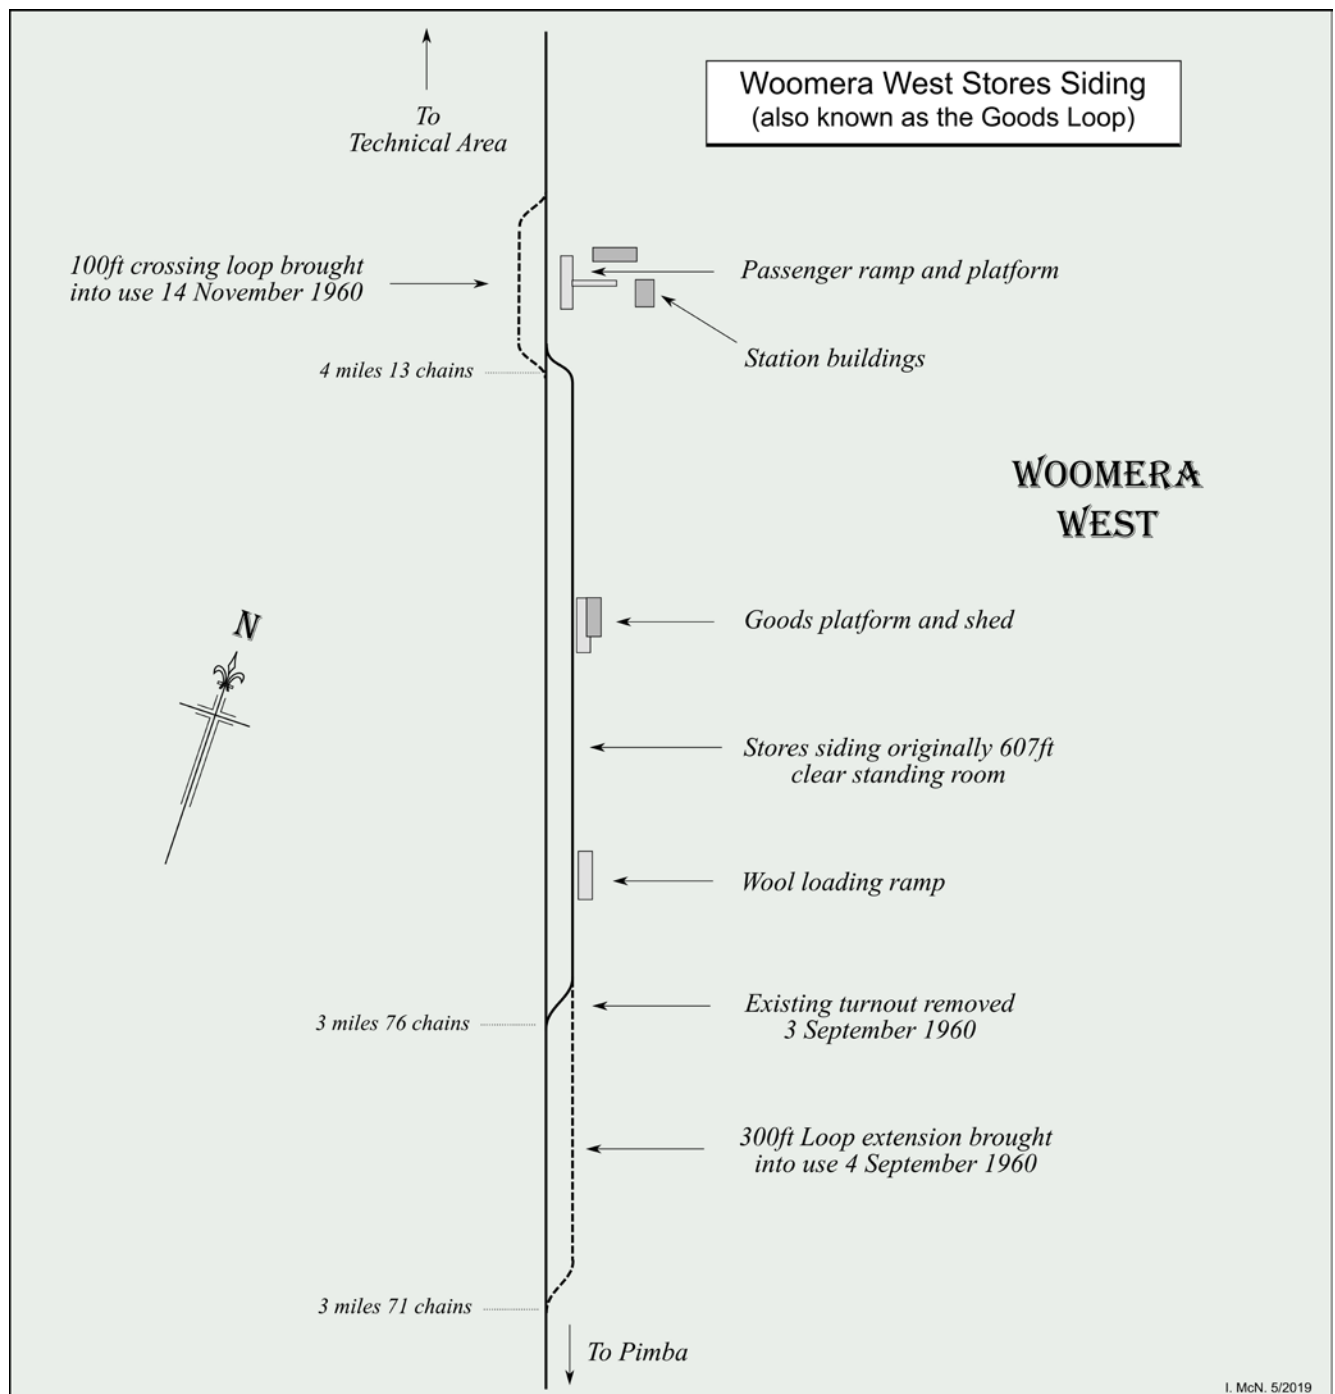 Woomera West Stores Siding
(also known as the Goods Loop)
To
Technical Area
100ft crossing loop brought
into use 14 November 1960
Passenger ramp and platform
Station buildings
4 miles 13 chains
WOOMERA
WEST
N
Goods platform and shed
Stores siding originally 607ft
clear standing room
Wool loading ramp
Existing turnout removed
3 September 1960
3 miles 76 chains
300ft Loop extension brought
into use 4 September 1960
3 miles 71 chains
To Pimba
I. McN. 5/2019